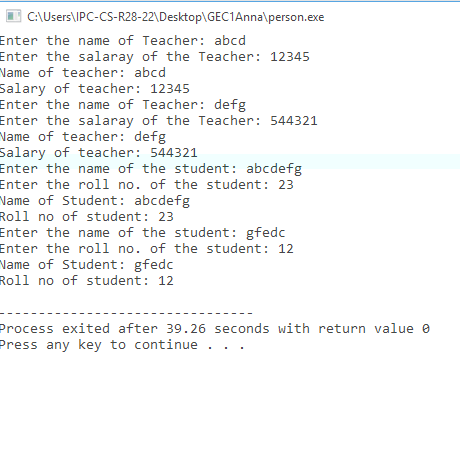 C:\Users\IPC-CS-R28-22\Desktop\GEC1Anna\person.exe
Enter the name of Teacher: abcd
Enter the salaray of the Teacher: 12345
Name of teacher: abcd
Salary of teacher: 12345
Enter the name of Teacher: defg
Enter the salaray of the Teacher: 544321
Name of teacher: defg
Salary of teacher: 544321
Enter the name of the student: abcdefg
Enter the roll no. of the student: 23
Name of Student: abcdefg
Roll no of student: 23
Enter the name of the student: gfedc
Enter the roll no. of the student: 12
Name of Student: gfedc
Roll no of student: 12
--------------------------------
Process exited after 39.26 seconds with return value 0
Press any key to continue . . .